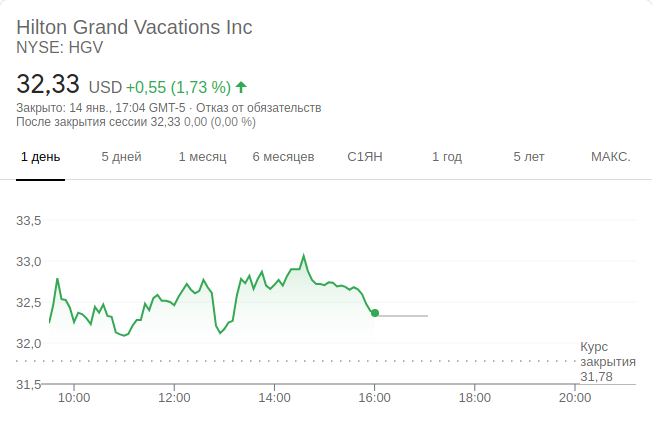 Hilton Grand Vacations Inc
NYSE: HGV
32,33 USD +0,55 (1,73 %)
Закрыто: 14 янв., 17:04 GMT-5 · Отказ от обязательств
После закрытия сессии 32,33 0,00 (0,00 %)
1 день 5 дней 1 месяц 6 месяцев С1ЯН 1 год 5 лет МАКС.
33,5
33,0
32,5
32,0
Курс
закрытия
31,78
31,5
10:00 12:00 14:00 16:00 18:00 20:00